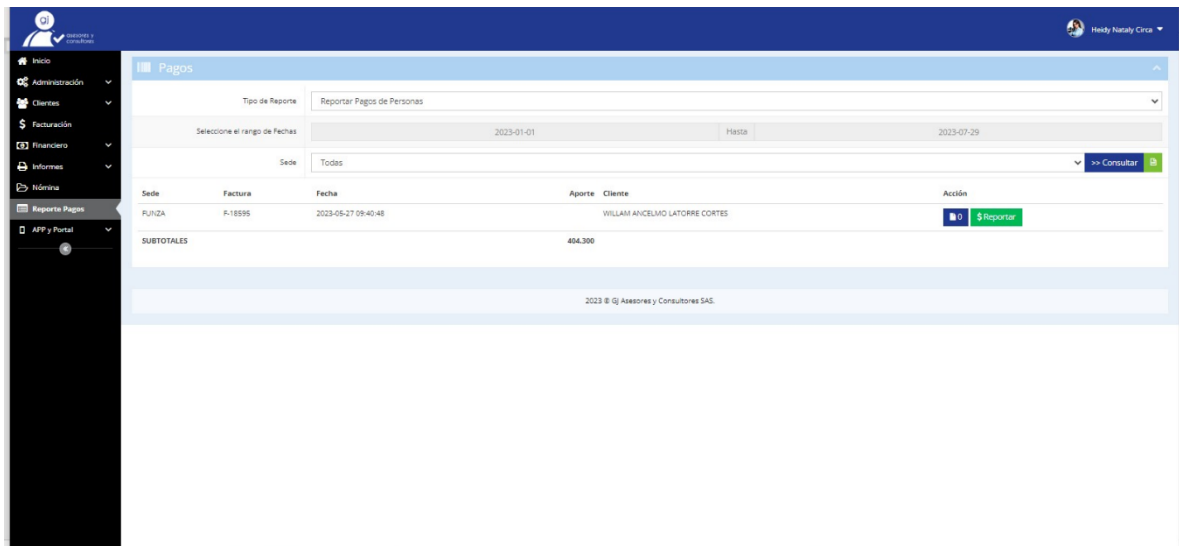 gj
asesores y
consultores
Heidy Nataly Circa
Inicio
Administración
Clientes
Facturación
Financiero
Informes
Nómina
Reporte Pagos
APP y Portal
Pagos
Tipo de Reporte Reportar Pagos de Personas
Seleccione el rango de Fechas 2023-01-01 Hasta 2023-07-29
Sede Todas >> Consultar
Sede Factura Fecha Aporte Cliente Acción
FUNZA F-18595 2023-05-27 09:40:48 WILLAM ANCELMO LATORRE CORTES 0 $ Reportar
SUBTOTALES 404.300
2023 © GJ Asesores y Consultores SAS.